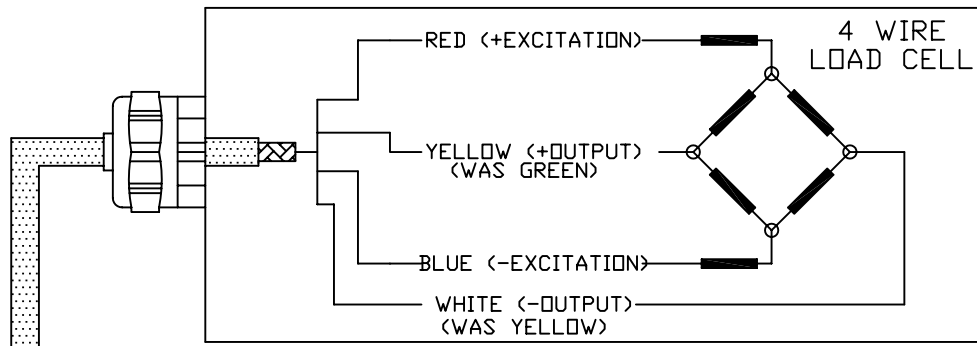 4 WIRE
LOAD CELL
RED (+EXCITATION)
YELLOW (+OUTPUT)
(WAS GREEN)
BLUE (-EXCITATION)
WHITE (-OUTPUT)
(WAS YELLOW)